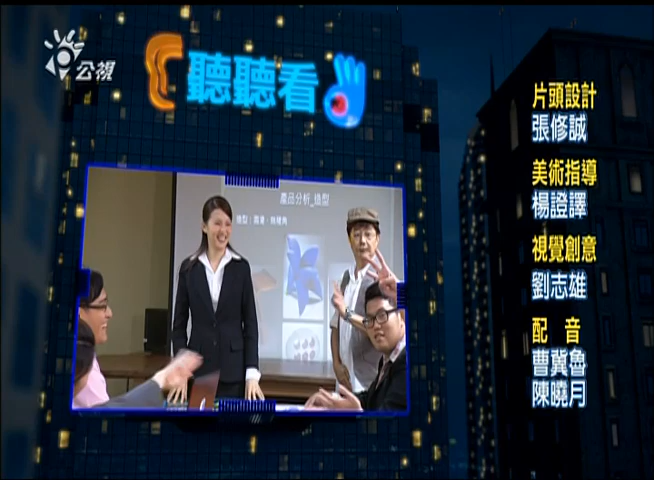 公視
聽聽看
產品分析_造型
片頭設計
張修誠
美術指導
楊證譯
視覺創意
劉志雄
配 音
曹冀魯
陳曉月